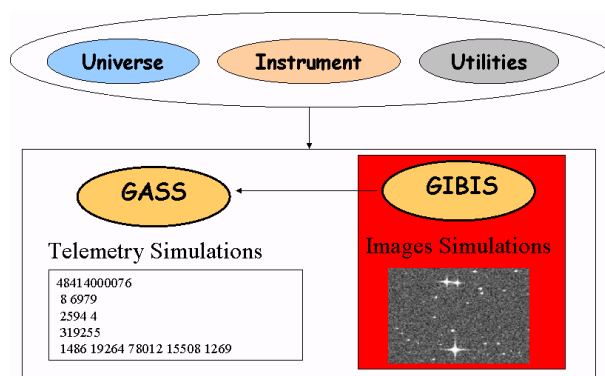 Universe Instrument Utilities
GASS GIBIS
Telemetry Simulations Images Simulations
48414000076
8 6979
2594 4
319255
1486 19264 78012 15508 1269